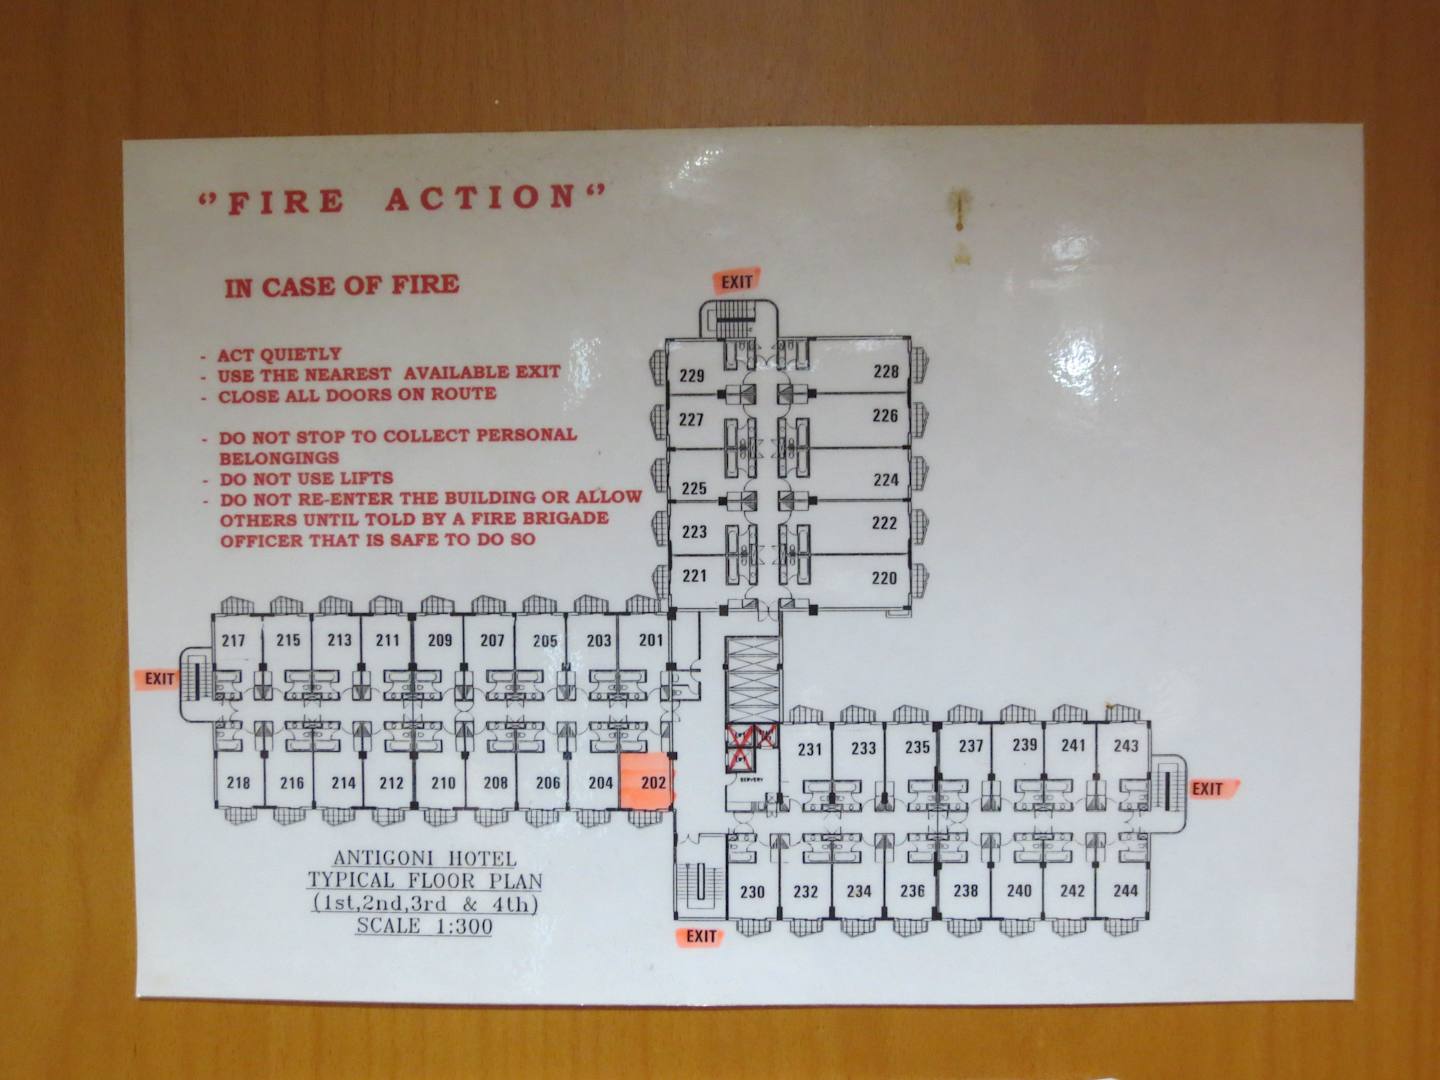 ‘’FIRE ACTION‘’
IN CASE OF FIRE
- ACT QUIETLY
- USE THE NEAREST AVAILABLE EXIT
- CLOSE ALL DOORS ON ROUTE
- DO NOT STOP TO COLLECT PERSONAL
BELONGINGS
- DO NOT USE LIFTS
- DO NOT RE-ENTER THE BUILDING OR ALLOW
OTHERS UNTIL TOLD BY A FIRE BRIGADE
OFFICER THAT IS SAFE TO DO SO
EXIT
229 228
227 226
225 224
223 222
221 220
217 215 213 211 209 207 205 203 201
EXIT
218 216 214 212 210 208 206 204 202
231 233 235 237 239 241 243
SERVERY
EXIT
230 232 234 236 238 240 242 244
EXIT
ANTIGONI HOTEL
TYPICAL FLOOR PLAN
(1st,2nd,3rd & 4th)
SCALE 1:300